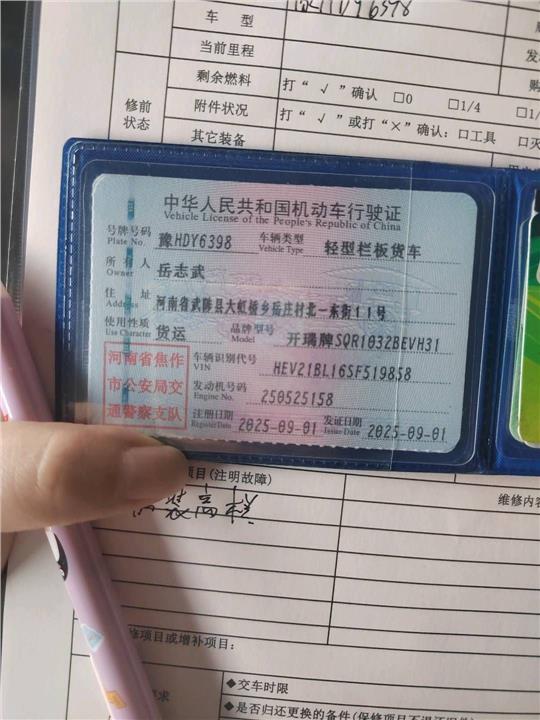 车 型
当前里程
剩余燃料 打“√”确认 □0 □1/4
修前状态
附件状况 打“√”或打“×”确认：□工具
其它装备
中华人民共和国机动车行驶证
Vehicle License of the People's Republic of China
号牌号码 豫HDY6398 车辆类型 轻型栏板货车
Plate No. Vehicle Type
所有人 岳志武
Owner
住址 河南省武陟县大虹桥乡岳庄村北一东街11号
Address
使用性质 货运 品牌型号 开瑞牌SQR1032BEVH31
Use Character Model
河南省焦作
市公安局交
通警察支队
车辆识别代号 HEV21BL16SF519858
VIN
发动机号码 250525158
Engine No.
注册日期 2025-09-01 发证日期 2025-09-01
Register Date Issue Date
项目(注明故障)
维修内容
装高栏
修项目或增补项目：
◆交车时限
◆是否归还更换的备件